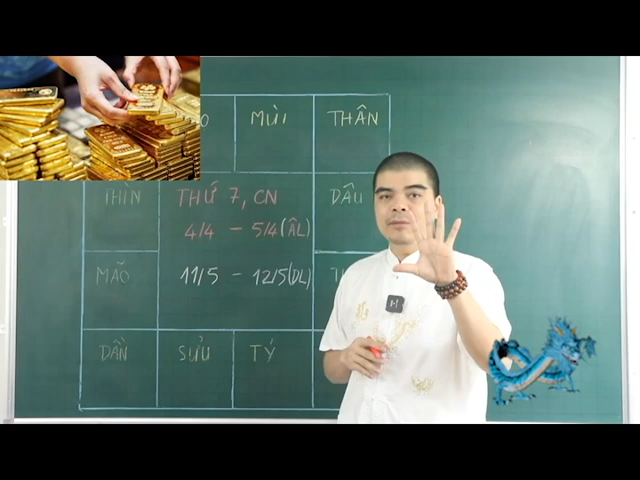 MÙI THÂN
THÌN THỨ 7, CN DẬU
4/4 - 5/4 (ÂL)
MÃO 11/5 - 12/5 (DL)
DẦN SỬU TÝ